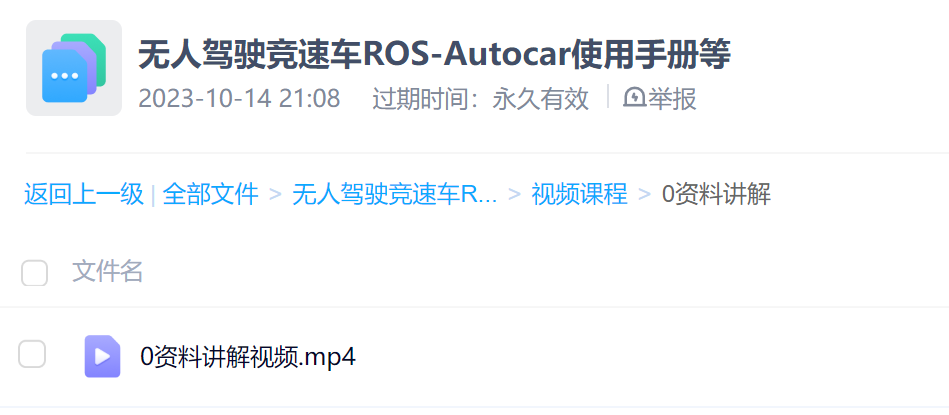 无人驾驶竞速车ROS-Autocar使用手册等
2023-10-14 21:08 过期时间：永久有效 举报
返回上一级 | 全部文件 > 无人驾驶竞速车R... > 视频课程 > 0资料讲解
文件名
0资料讲解视频.mp4